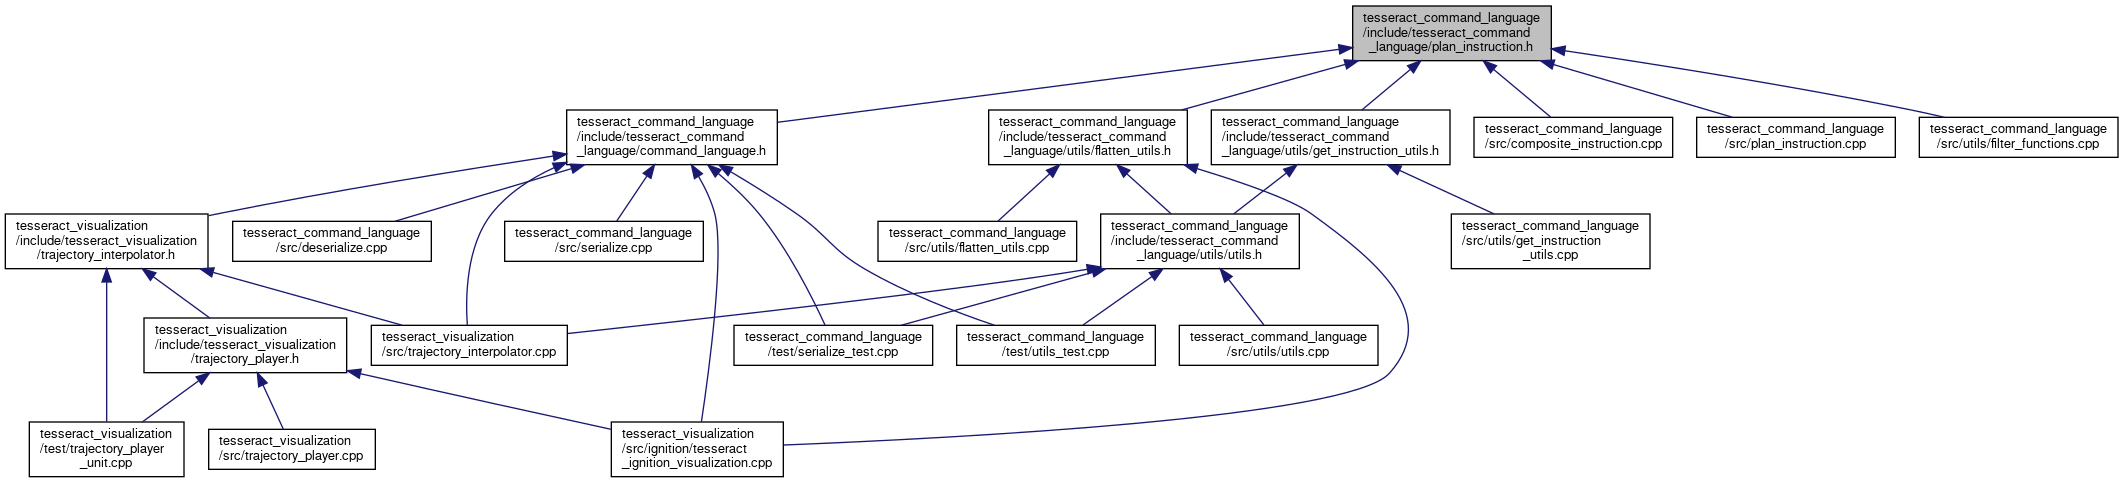 tesseract_command_language
/include/tesseract_command
_language/plan_instruction.h
tesseract_command_language
/include/tesseract_command
_language/command_language.h
tesseract_command_language
/include/tesseract_command
_language/utils/flatten_utils.h
tesseract_command_language
/include/tesseract_command
_language/utils/get_instruction_utils.h
tesseract_command_language
/src/composite_instruction.cpp
tesseract_command_language
/src/plan_instruction.cpp
tesseract_command_language
/src/utils/filter_functions.cpp
tesseract_visualization
/include/tesseract_visualization
/trajectory_interpolator.h
tesseract_command_language
/src/deserialize.cpp
tesseract_command_language
/src/serialize.cpp
tesseract_command_language
/src/utils/flatten_utils.cpp
tesseract_command_language
/include/tesseract_command
_language/utils/utils.h
tesseract_command_language
/src/utils/get_instruction
_utils.cpp
tesseract_visualization
/include/tesseract_visualization
/trajectory_player.h
tesseract_visualization
/src/trajectory_interpolator.cpp
tesseract_command_language
/test/serialize_test.cpp
tesseract_command_language
/test/utils_test.cpp
tesseract_command_language
/src/utils/utils.cpp
tesseract_visualization
/test/trajectory_player
_unit.cpp
tesseract_visualization
/src/trajectory_player.cpp
tesseract_visualization
/src/ignition/tesseract
_ignition_visualization.cpp